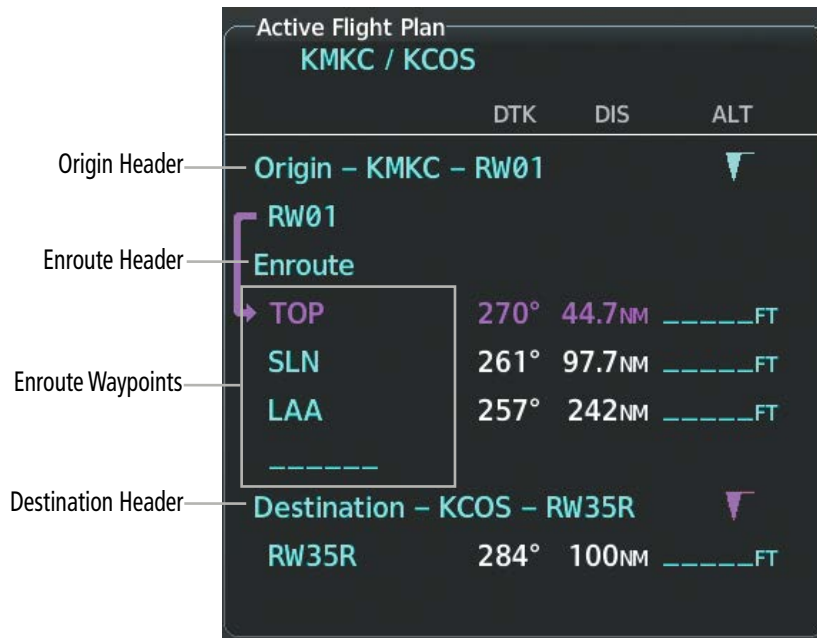 Active Flight Plan
KMKC / KCOS
DTK DIS ALT
Origin Header
Origin – KMKC – RW01
RW01
Enroute Header
Enroute
TOP 270° 44.7NM _____FT
Enroute Waypoints
SLN 261° 97.7NM _____FT
LAA 257° 242NM _____FT
______
Destination Header
Destination – KCOS – RW35R
RW35R 284° 100NM _____FT